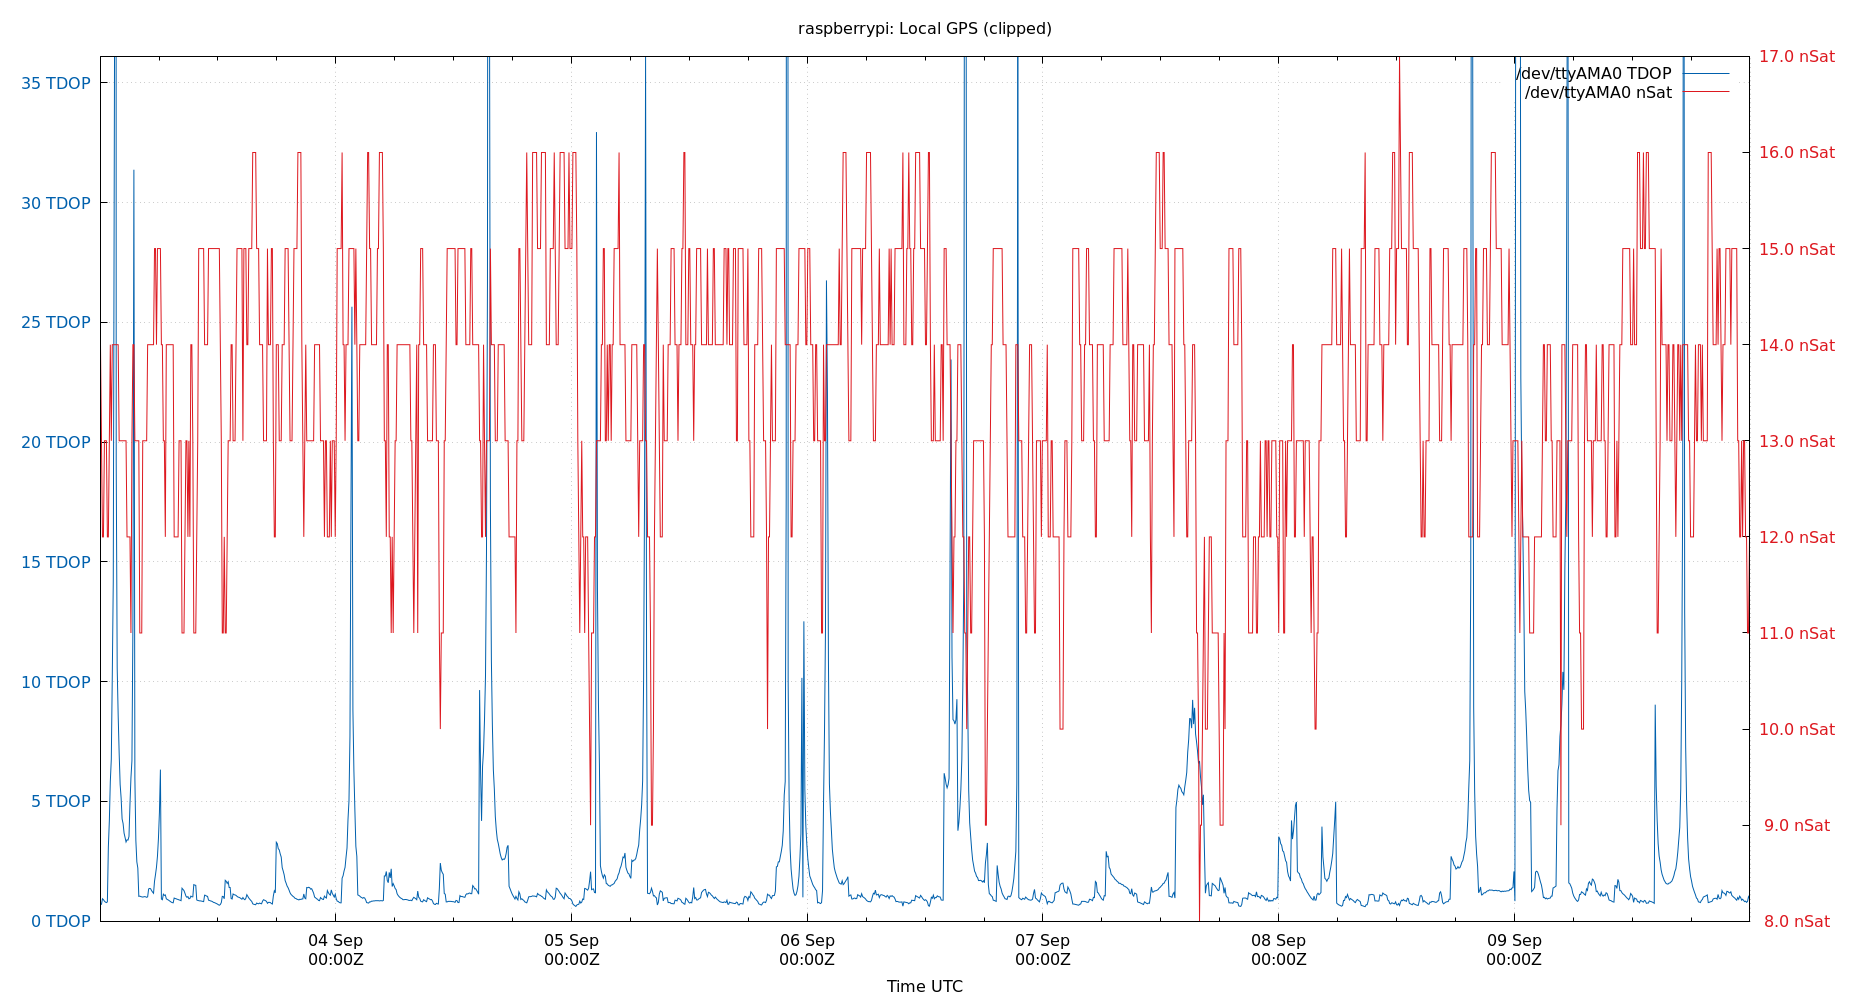 raspberrypi: Local GPS (clipped)
35 TDOP
30 TDOP
25 TDOP
20 TDOP
15 TDOP
10 TDOP
5 TDOP
0 TDOP
17.0 nSat
16.0 nSat
15.0 nSat
14.0 nSat
13.0 nSat
12.0 nSat
11.0 nSat
10.0 nSat
9.0 nSat
8.0 nSat
/dev/ttyAMA0 TDOP
/dev/ttyAMA0 nSat
04 Sep
00:00Z
05 Sep
00:00Z
06 Sep
00:00Z
07 Sep
00:00Z
08 Sep
00:00Z
09 Sep
00:00Z
Time UTC